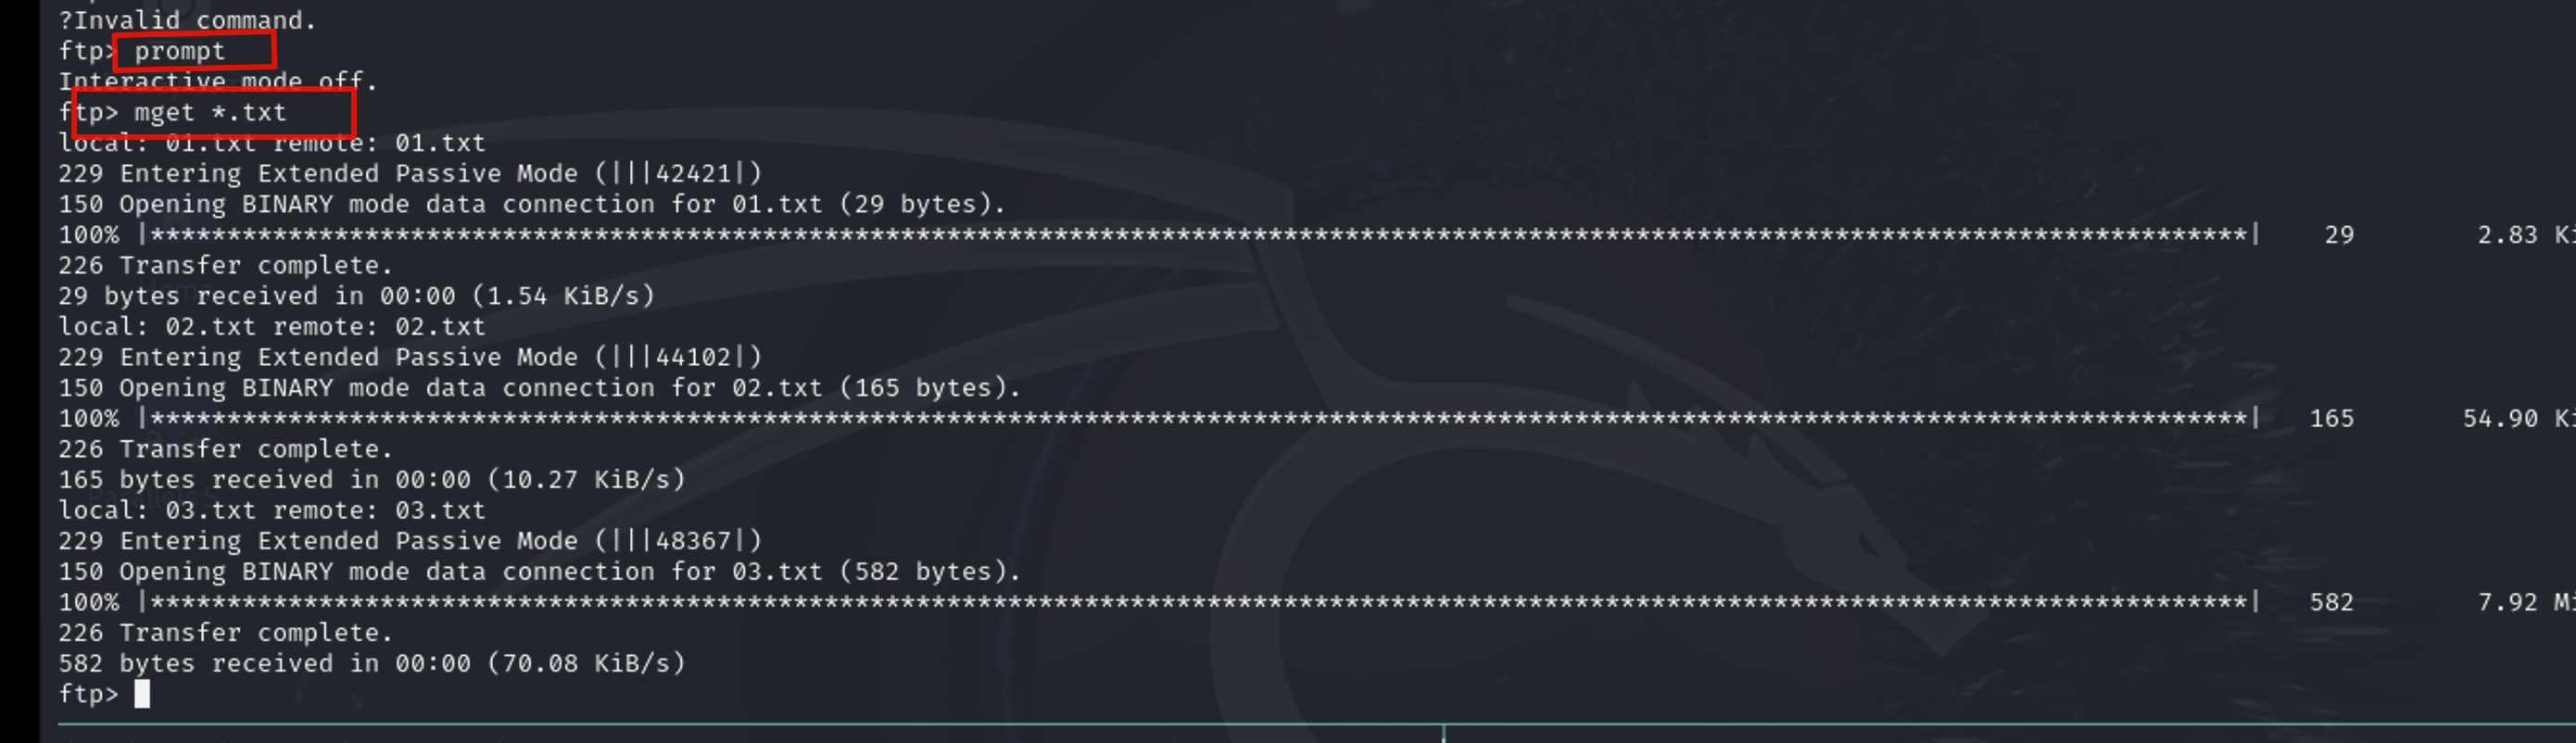 ?Invalid command.
ftp> prompt
Interactive mode off.
ftp> mget *.txt
local: 01.txt remote: 01.txt
229 Entering Extended Passive Mode (|||42421|)
150 Opening BINARY mode data connection for 01.txt (29 bytes).
100% |*****************************************************************************************************************************************| 29 2.83 Ki
226 Transfer complete.
29 bytes received in 00:00 (1.54 KiB/s)
local: 02.txt remote: 02.txt
229 Entering Extended Passive Mode (|||44102|)
150 Opening BINARY mode data connection for 02.txt (165 bytes).
100% |*****************************************************************************************************************************************| 165 54.90 Ki
226 Transfer complete.
165 bytes received in 00:00 (10.27 KiB/s)
local: 03.txt remote: 03.txt
229 Entering Extended Passive Mode (|||48367|)
150 Opening BINARY mode data connection for 03.txt (582 bytes).
100% |*****************************************************************************************************************************************| 582 7.92 Mi
226 Transfer complete.
582 bytes received in 00:00 (70.08 KiB/s)
ftp>